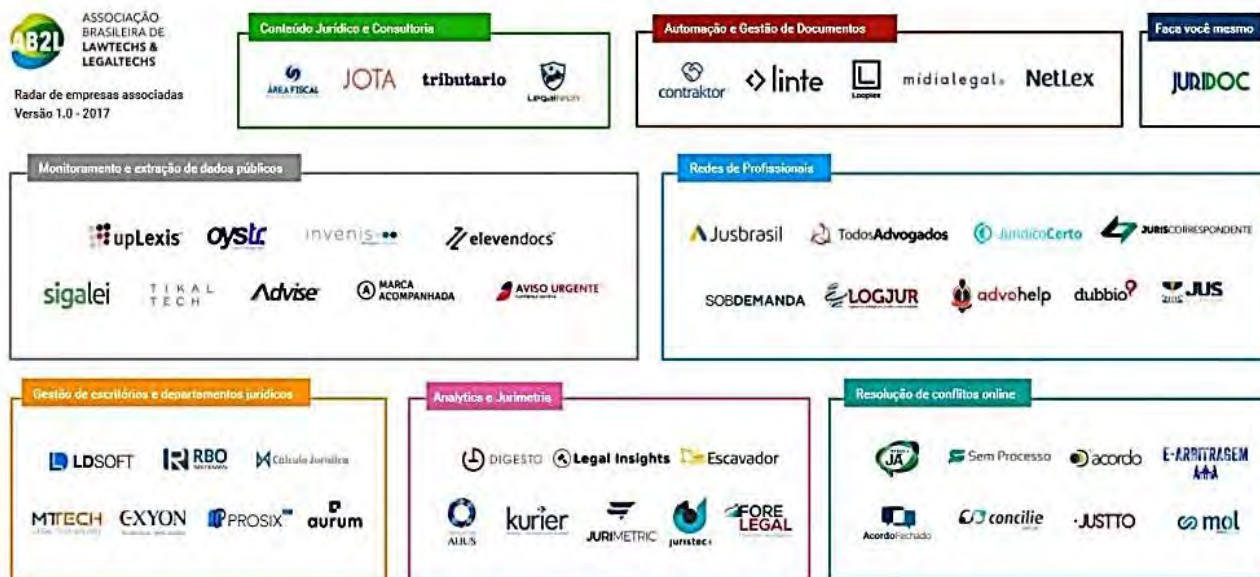 AB2L
ASSOCIAÇÃO
BRASILEIRA DE
LAWTECHS &
LEGALTECHS
Radar de empresas associadas
Versão 1.0 - 2017
Conteúdo Jurídico e Consultoria
ÁREA FISCAL
JOTA
tributario
Automação e Gestão de Documentos
contraktor
linte
Looplex
mídialegal
NetLex
Faca você mesmo
JURIDOC
Monitoramento e extração de dados públicos
upLexis
oystr
invenis
elevendocs
sigalei
TIKAL
TECH
Advise
MARCA
ACOMPANHADA
AVISO URGENTE
Redes de Profissionais
Jusbrasil
TodosAdvogados
JurídicoCerto
JURISCORRESPONDENTE
SOBDEMANDA
LOGJUR
advohelp
dubbio
JUS
Gestão de escritórios e departamentos jurídicos
LDSOFT
RBO
Cálculo Jurídico
MTTECH
EXYON
PROSIX
aurum
Analytics e Jurimetria
DIGESTO
Legal Insights
Escavador
ALJUS
kurier
JURIMETRIC
juristec
FORE
LEGAL
Resolução de conflitos online
JÁ
Sem Processo
D'acordo
E-ARBITRAGEM
AcordoFechado
concilie
JUSTTO
mol